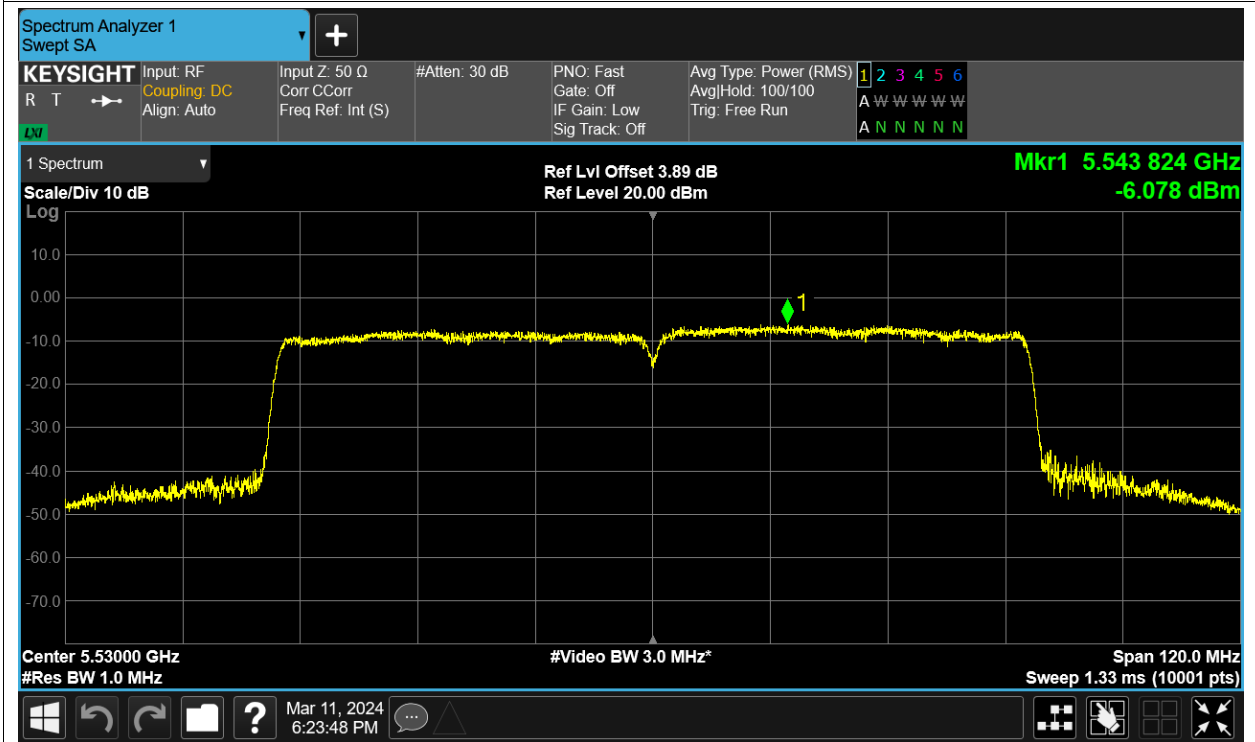 Spectrum Analyzer 1
Swept SA
KEYSIGHT
R T
LXI
Input: RF
Coupling: DC
Align: Auto
Input Z: 50 Ω
Corr CCorr
Freq Ref: Int (S)
#Atten: 30 dB
PNO: Fast
Gate: Off
IF Gain: Low
Sig Track: Off
Avg Type: Power (RMS)
Avg|Hold: 100/100
Trig: Free Run
1 2 3 4 5 6
A W W W W W
A N N N N N
1 Spectrum
Scale/Div 10 dB
Ref Lvl Offset 3.89 dB
Ref Level 20.00 dBm
Mkr1 5.543 824 GHz
-6.078 dBm
Log
10.0
0.00
-10.0
-20.0
-30.0
-40.0
-50.0
-60.0
-70.0
1
Center 5.53000 GHz
#Res BW 1.0 MHz
#Video BW 3.0 MHz*
Span 120.0 MHz
Sweep 1.33 ms (10001 pts)
?
Mar 11, 2024
6:23:48 PM